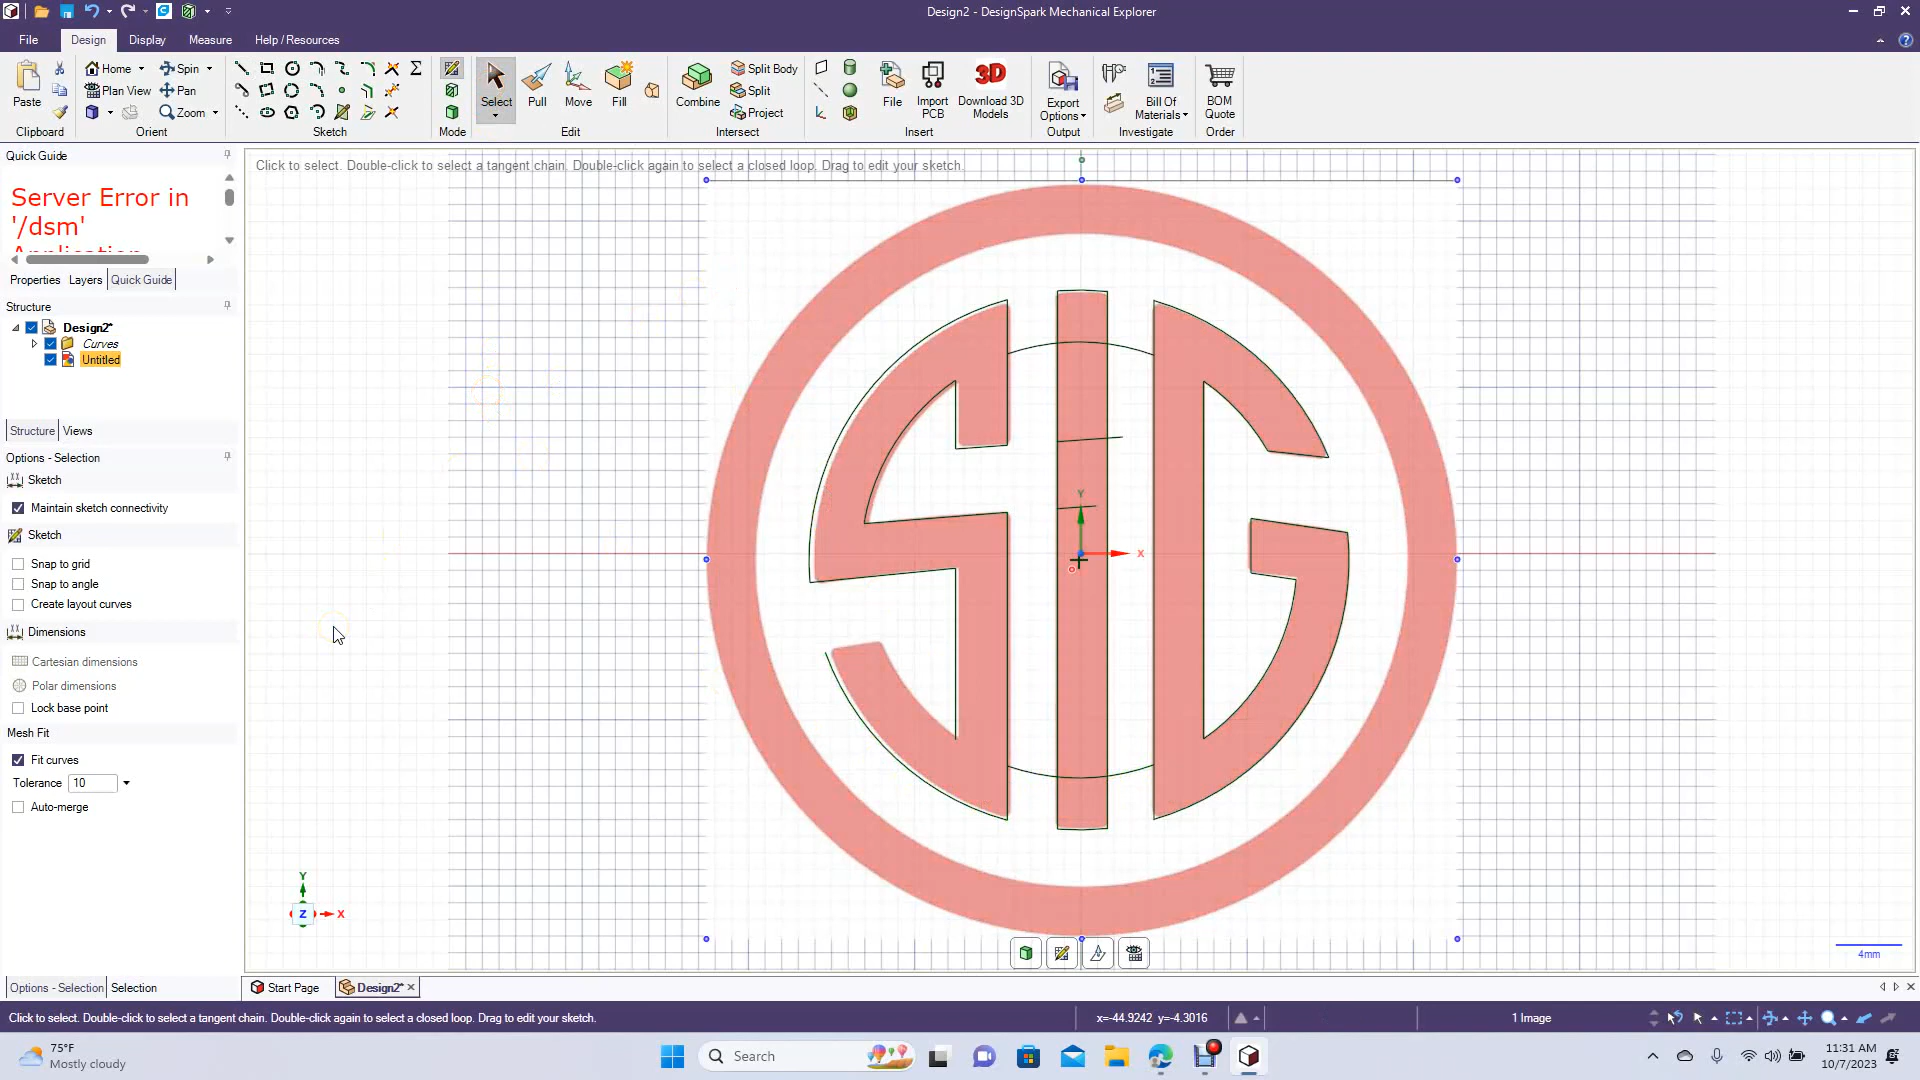 Design2 - DesignSpark Mechanical Explorer
File Design Display Measure Help / Resources
Paste
Clipboard
Home Spin
Plan View Pan
Zoom
Orient
Sketch
Mode
Select Pull Move Fill
Edit
Combine
Split Body
Split
Project
Intersect
File Import PCB 3D Download 3D Models
Insert
Export Options
Output
Bill Of Materials
Investigate
BOM Quote
Order
Quick Guide
Server Error in
'/dsm'
Application
Properties Layers Quick Guide
Structure
Design2*
Curves
Untitled
Structure Views
Options - Selection
Sketch
Maintain sketch connectivity
Sketch
Snap to grid
Snap to angle
Create layout curves
Dimensions
Cartesian dimensions
Polar dimensions
Lock base point
Mesh Fit
Fit curves
Tolerance 10
Auto-merge
Options - Selection Selection
Click to select. Double-click to select a tangent chain. Double-click again to select a closed loop. Drag to edit your sketch.
SIG
Y
X
Y
Z X
4mm
Start Page Design2*
Click to select. Double-click to select a tangent chain. Double-click again to select a closed loop. Drag to edit your sketch.
x=-44.9242 y=-4.3016
1 Image
75°F
Mostly cloudy
Search
11:31 AM
10/7/2023